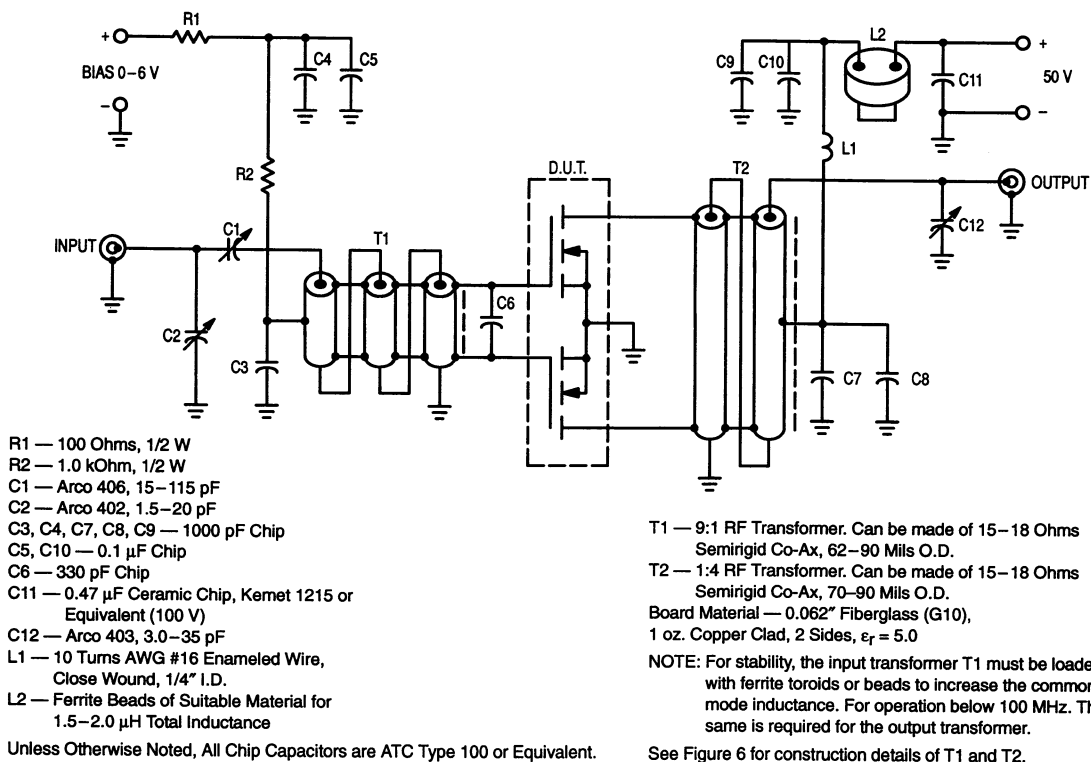 R1
+
BIAS 0–6 V
–
C4
C5
R2
INPUT
C1
C2
C3
T1
C6
D.U.T.
T2
C9
C10
L2
C11
+
50 V
–
L1
OUTPUT
C12
C7
C8
R1 — 100 Ohms, 1/2 W
R2 — 1.0 kOhm, 1/2 W
C1 — Arco 406, 15–115 pF
C2 — Arco 402, 1.5–20 pF
C3, C4, C7, C8, C9 — 1000 pF Chip
C5, C10 — 0.1 µF Chip
C6 — 330 pF Chip
C11 — 0.47 µF Ceramic Chip, Kemet 1215 or
Equivalent (100 V)
C12 — Arco 403, 3.0–35 pF
L1 — 10 Turns AWG #16 Enameled Wire,
Close Wound, 1/4″ I.D.
L2 — Ferrite Beads of Suitable Material for
1.5–2.0 µH Total Inductance
Unless Otherwise Noted, All Chip Capacitors are ATC Type 100 or Equivalent.
T1 — 9:1 RF Transformer. Can be made of 15–18 Ohms
Semirigid Co-Ax, 62–90 Mils O.D.
T2 — 1:4 RF Transformer. Can be made of 15–18 Ohms
Semirigid Co-Ax, 70–90 Mils O.D.
Board Material — 0.062″ Fiberglass (G10),
1 oz. Copper Clad, 2 Sides, εr = 5.0
NOTE: For stability, the input transformer T1 must be loade
with ferrite toroids or beads to increase the common
mode inductance. For operation below 100 MHz. Th
same is required for the output transformer.
See Figure 6 for construction details of T1 and T2.